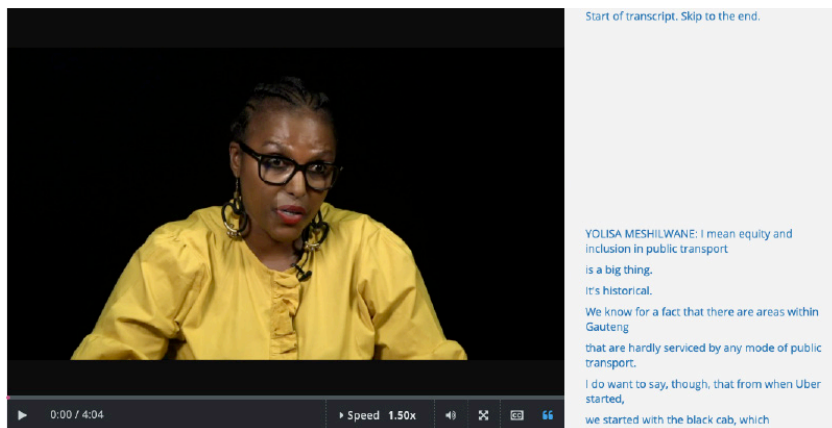 Start of transcript. Skip to the end.
YOLISA MESHILWANE: I mean equity and
inclusion in public transport
is a big thing.
It's historical.
We know for a fact that there are areas within
Gauteng
that are hardly serviced by any mode of public
transport.
I do want to say, though, that from when Uber
started,
we started with the black cab, which
0:00 / 4:04
Speed 1.50x
CC